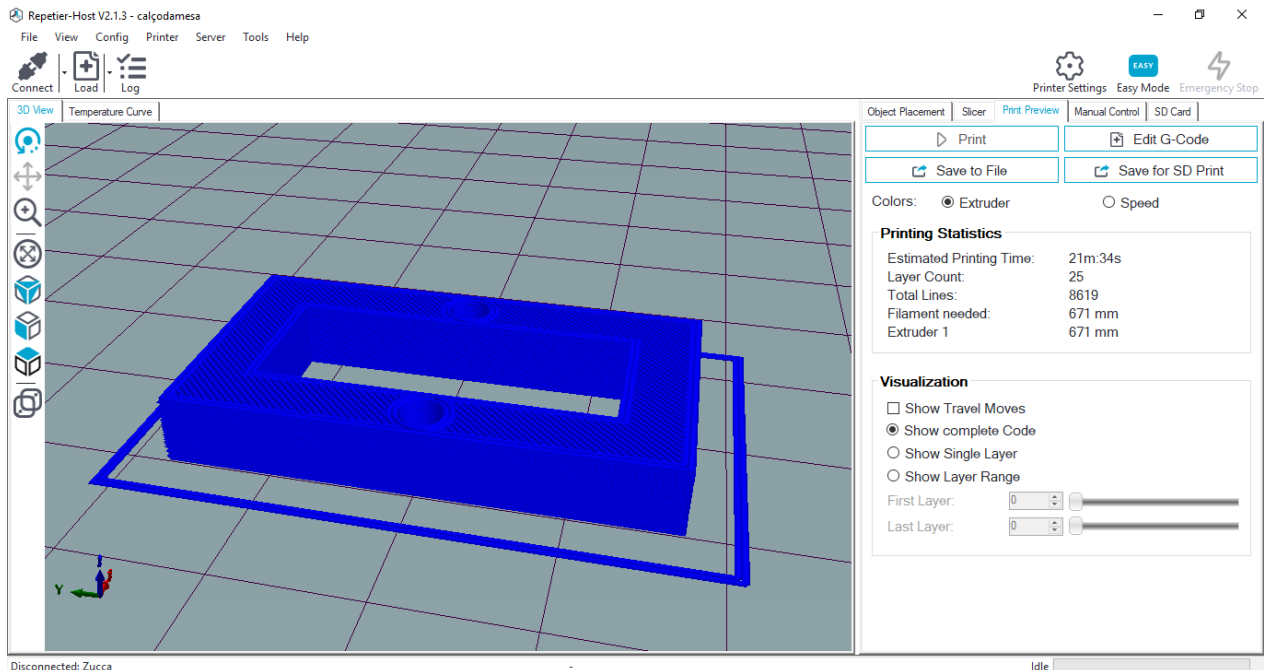 Repetier-Host V2.1.3 - calçodamesa
File View Config Printer Server Tools Help
Connect Load Log
EASY
Printer Settings Easy Mode Emergency Stop
3D View Temperature Curve
Object Placement Slicer Print Preview Manual Control SD Card
Print Edit G-Code
Save to File Save for SD Print
Colors: Extruder Speed
Printing Statistics
Estimated Printing Time: 21m:34s
Layer Count: 25
Total Lines: 8619
Filament needed: 671 mm
Extruder 1 671 mm
Visualization
Show Travel Moves
Show complete Code
Show Single Layer
Show Layer Range
First Layer: 0
Last Layer: 0
Y
Disconnected: Zucca - Idle